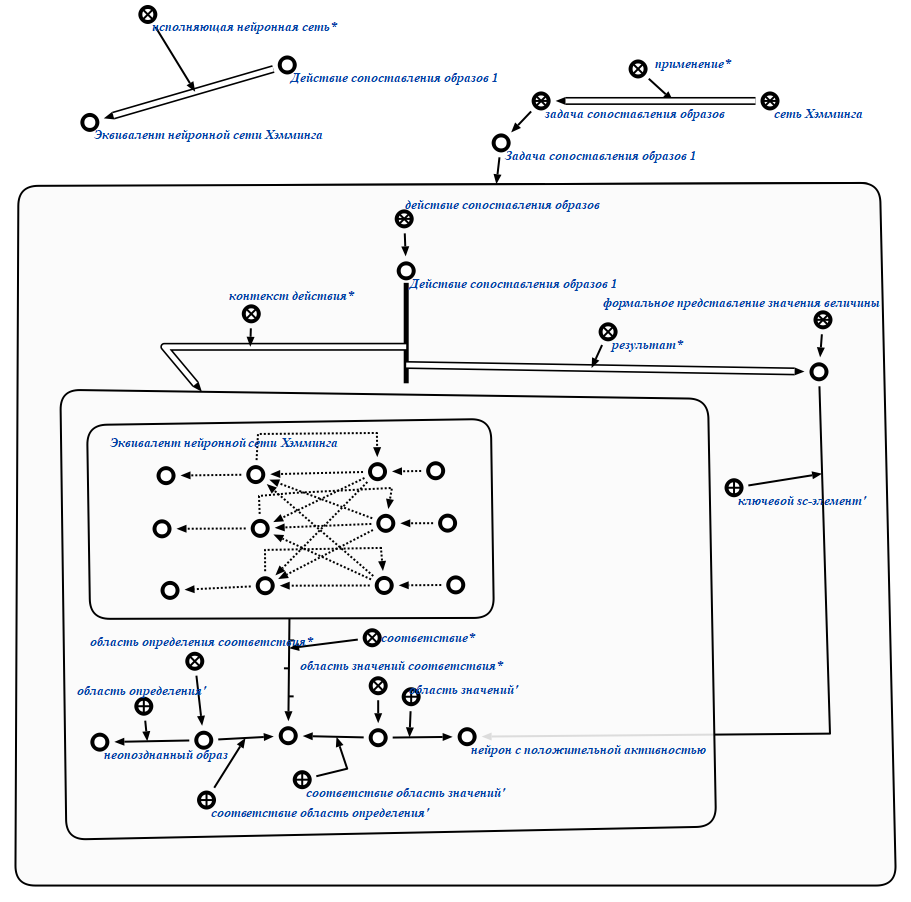 исполняющая нейронная сеть*
Действие сопоставления образов 1
применение*
задача сопоставления образов
сеть Хэмминга
Эквивалент нейронной сети Хэмминга
Задача сопоставления образов 1
действие сопоставления образов
Действие сопоставления образов 1
контекст действия*
формальное представление значения величины
результат*
Эквивалент нейронной сети Хэмминга
ключевой sc-элемент'
область определения соответствия*
соответствие*
область значений соответствия*
область определения'
область значений'
неопознанный образ
нейрон с положительной активностью
соответствие область значений'
соответствие область определения'